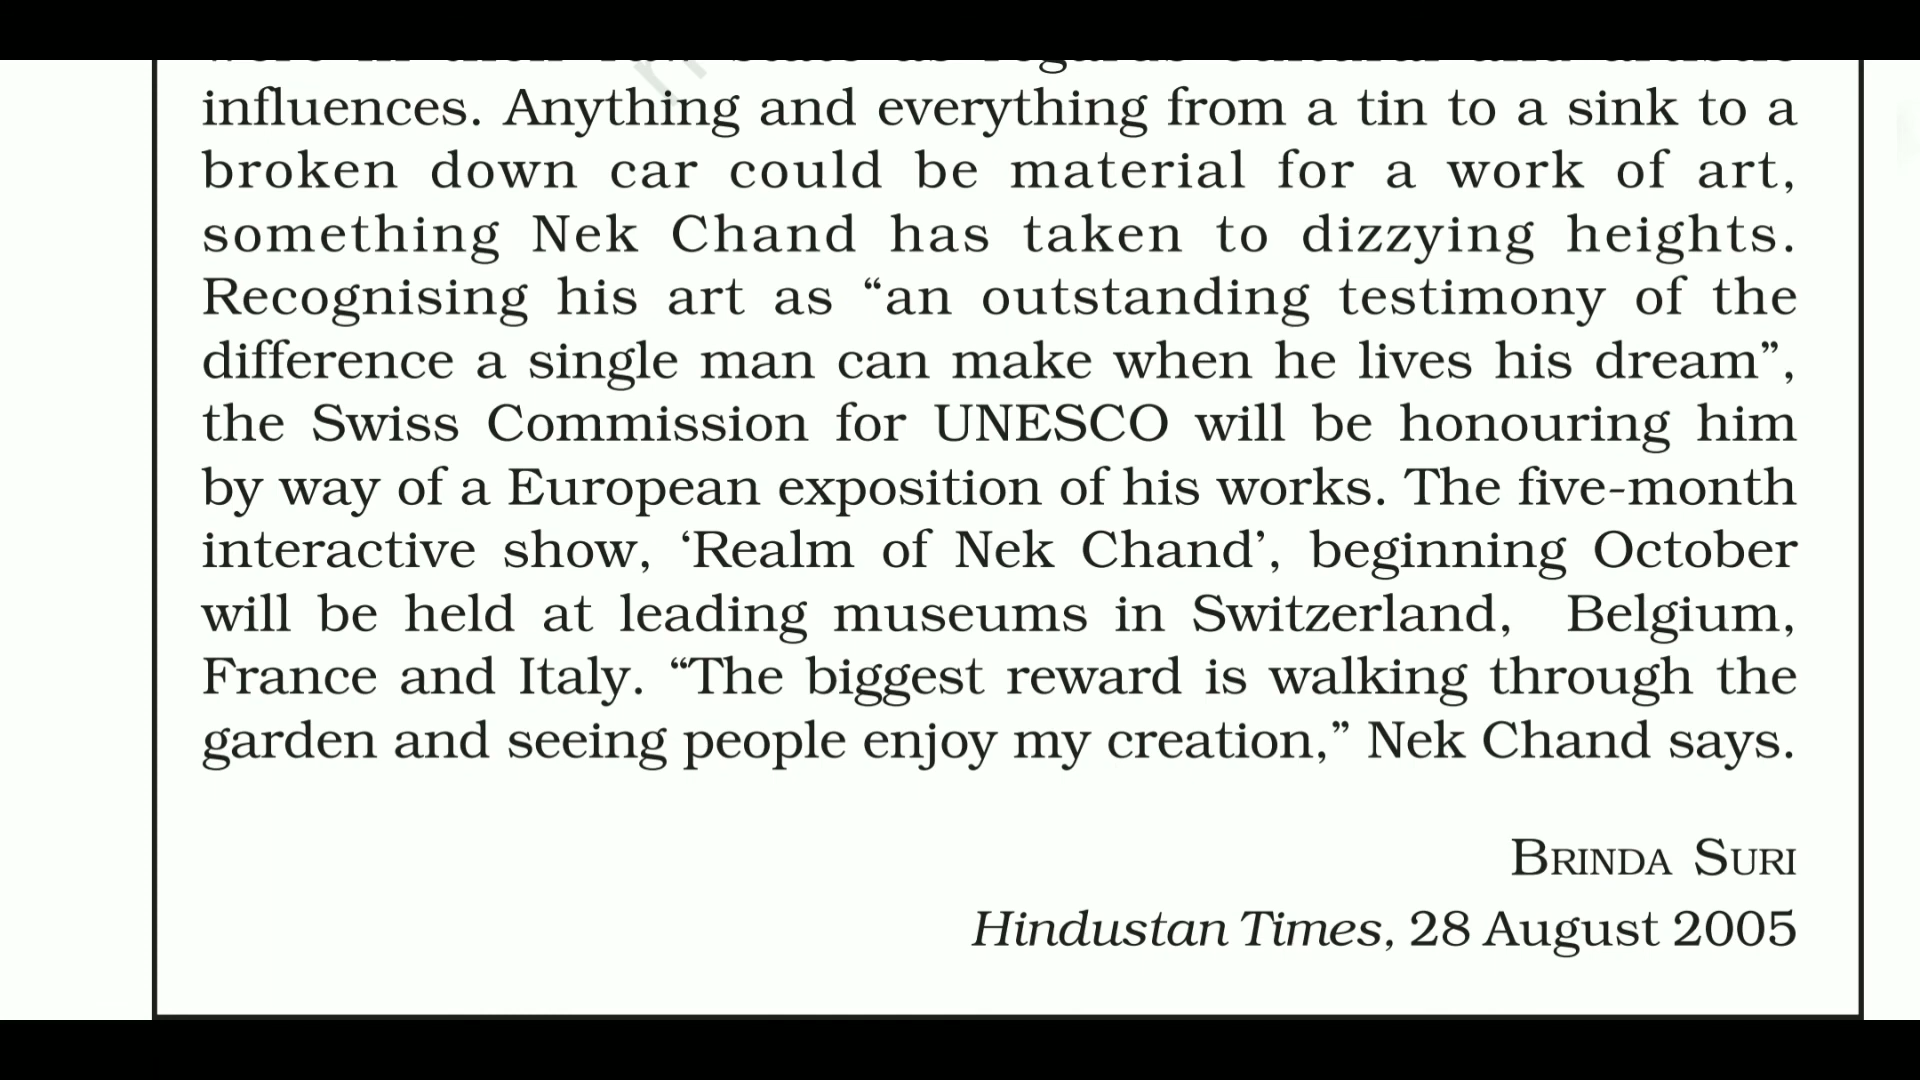 influences. Anything and everything from a tin to a sink to a
broken down car could be material for a work of art,
something Nek Chand has taken to dizzying heights.
Recognising his art as “an outstanding testimony of the
difference a single man can make when he lives his dream”,
the Swiss Commission for UNESCO will be honouring him
by way of a European exposition of his works. The five-month
interactive show, ‘Realm of Nek Chand’, beginning October
will be held at leading museums in Switzerland, Belgium,
France and Italy. “The biggest reward is walking through the
garden and seeing people enjoy my creation,” Nek Chand says.
BRINDA SURI
Hindustan Times, 28 August 2005